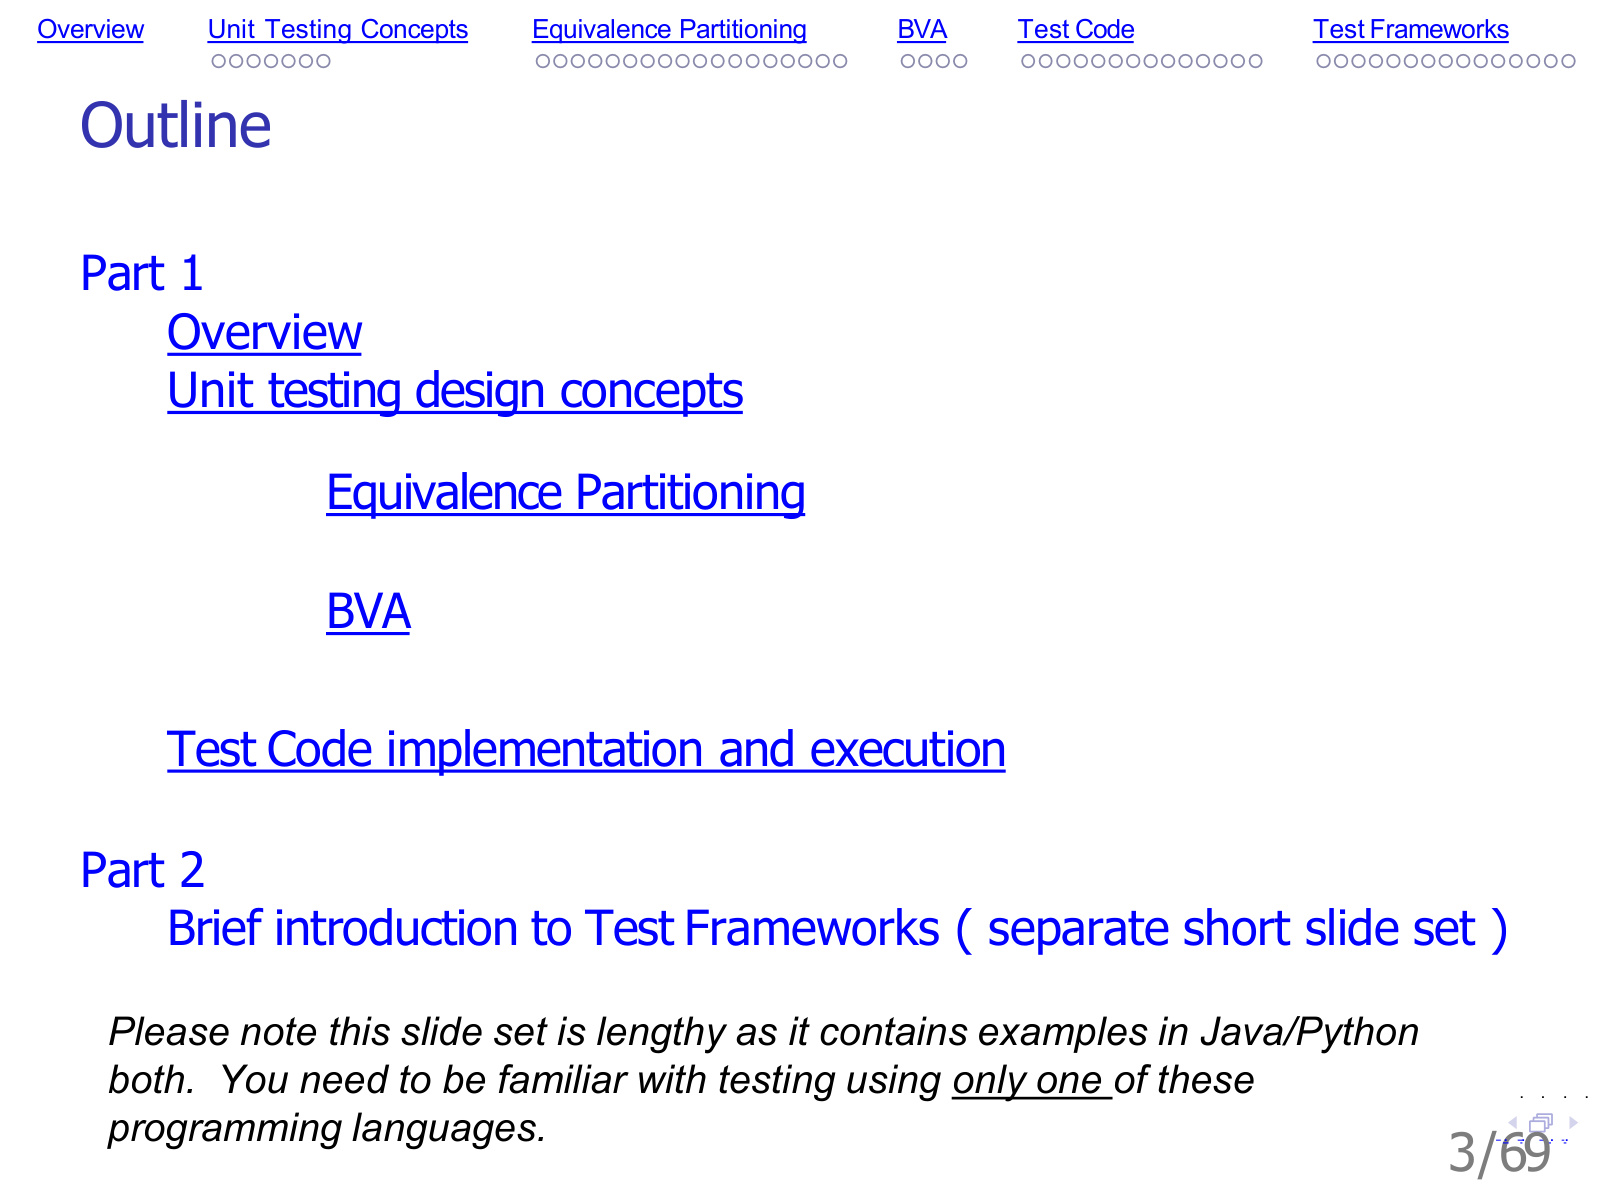 Overview Unit Testing Concepts Equivalence Partitioning BVA Test Code Test Frameworks
Outline
Part 1
Overview
Unit testing design concepts
Equivalence Partitioning
BVA
Test Code implementation and execution
Part 2
Brief introduction to Test Frameworks ( separate short slide set )
Please note this slide set is lengthy as it contains examples in Java/Python
both. You need to be familiar with testing using only one of these
programming languages.
3/69